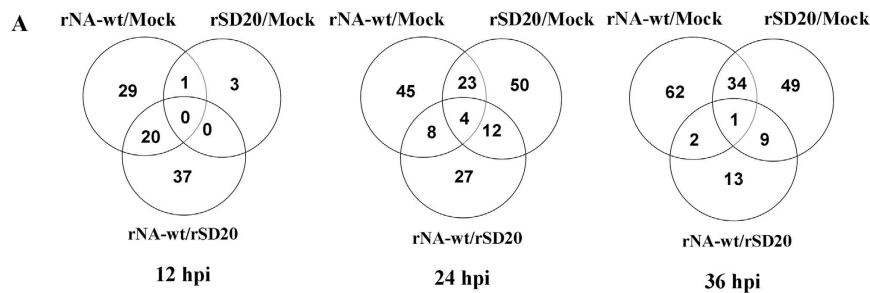 A
rNA-wt/Mock rSD20/Mock
29 1 3
0 0
20
37
rNA-wt/rSD20
12 hpi
rNA-wt/Mock rSD20/Mock
45 23 50
4
8 12
27
rNA-wt/rSD20
24 hpi
rNA-wt/Mock rSD20/Mock
62 34 49
1
2 9
13
rNA-wt/rSD20
36 hpi